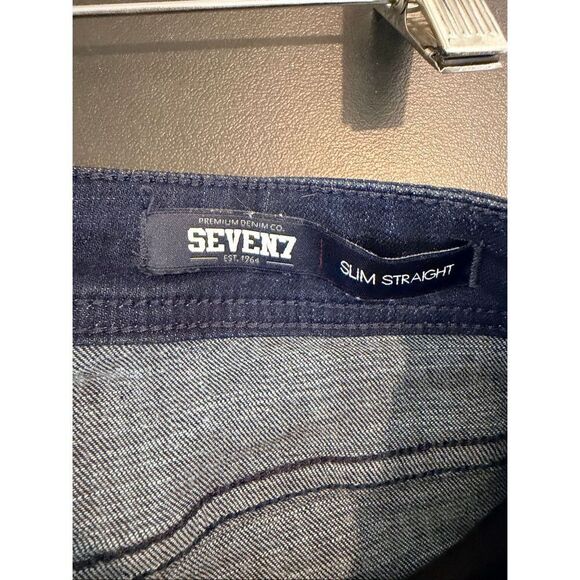 PREMIUM DENIM CO.
SEVEN7
EST. 1964
SLIM STRAIGHT